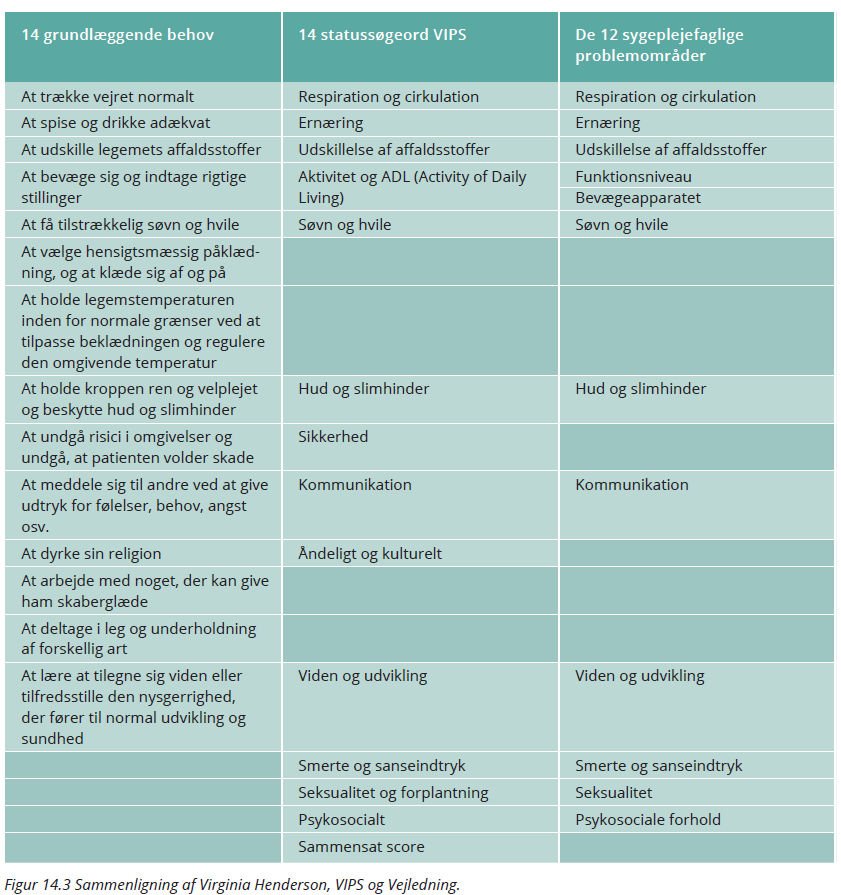 14 grundlæggende behov
14 statussøgeord VIPS
De 12 sygeplejefaglige
problemområder
At trække vejret normalt
Respiration og cirkulation
Respiration og cirkulation
At spise og drikke adækvat
Ernæring
Ernæring
At udskille legemets affaldsstoffer
Udskillelse af affaldsstoffer
Udskillelse af affaldsstoffer
At bevæge sig og indtage rigtige
stillinger
Aktivitet og ADL (Activity of Daily
Living)
Funktionsniveau
Bevægeapparatet
At få tilstrækkelig søvn og hvile
Søvn og hvile
Søvn og hvile
At vælge hensigtsmæssig påklæd-
ning, og at klæde sig af og på
At holde legemstemperaturen
inden for normale grænser ved at
tilpasse beklædningen og regulere
den omgivende temperatur
At holde kroppen ren og velplejet
og beskytte hud og slimhinder
Hud og slimhinder
Hud og slimhinder
At undgå risici i omgivelser og
undgå, at patienten volder skade
Sikkerhed
At meddele sig til andre ved at give
udtryk for følelser, behov, angst
osv.
Kommunikation
Kommunikation
At dyrke sin religion
Åndeligt og kulturelt
At arbejde med noget, der kan give
ham skaberglæde
At deltage i leg og underholdning
af forskellig art
At lære at tilegne sig viden eller
tilfredsstille den nysgerrighed,
der fører til normal udvikling og
sundhed
Viden og udvikling
Viden og udvikling
Smerte og sanseindtryk
Smerte og sanseindtryk
Seksualitet og forplantning
Seksualitet
Psykosocialt
Psykosociale forhold
Sammensat score
Figur 14.3 Sammenligning af Virginia Henderson, VIPS og Vejledning.